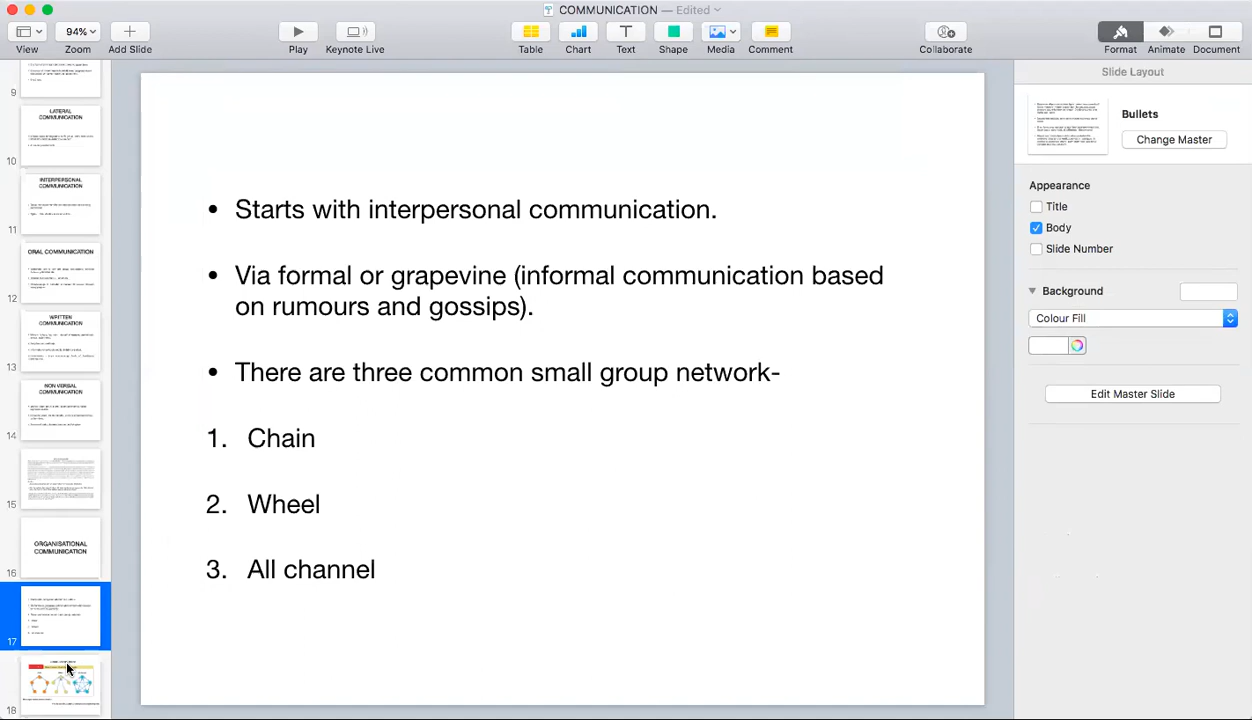 COMMUNICATION — Edited
94%
View
Zoom
Add Slide
Play
Keynote Live
Table
Chart
Text
Shape
Media
Comment
Collaborate
Format
Animate
Document
9
LATERAL
COMMUNICATION
10
INTERPERSONAL
COMMUNICATION
11
ORAL COMMUNICATION
12
WRITTEN
COMMUNICATION
13
NON VERBAL
COMMUNICATION
14
15
ORGANISATIONAL
COMMUNICATION
16
17
18
• Starts with interpersonal communication.
• Via formal or grapevine (informal communication based
on rumours and gossips).
• There are three common small group network-
1. Chain
2. Wheel
3. All channel
Slide Layout
Bullets
Change Master
Appearance
Title
Body
Slide Number
Background
Colour Fill
Edit Master Slide